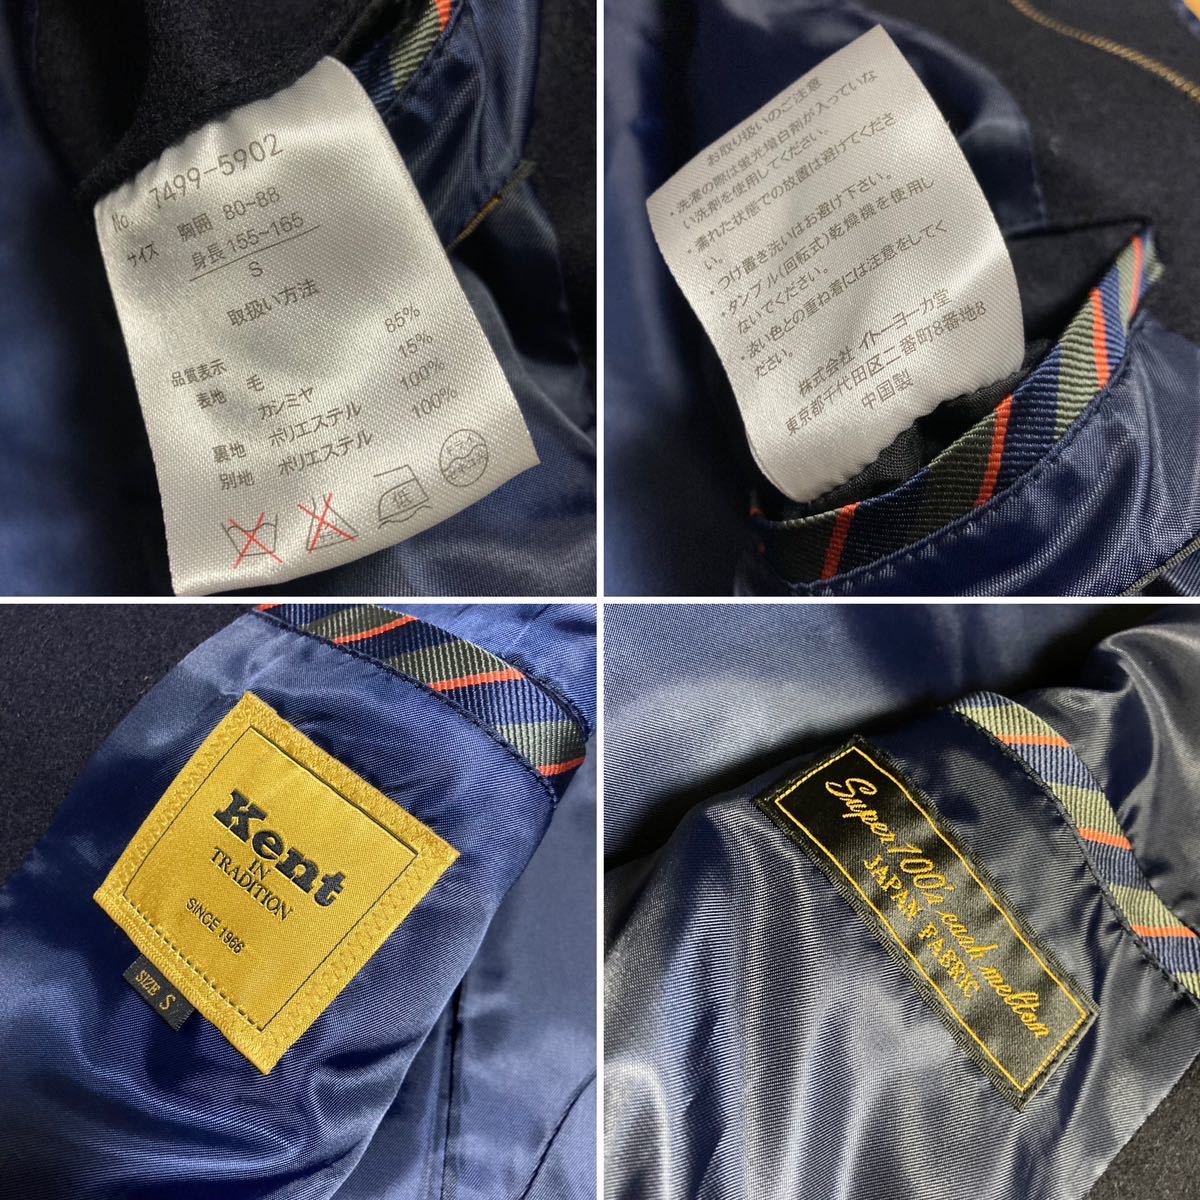 No. 7499-5902
サイズ 胸囲 80~88
身長 155~165
S
取扱い方法
品質表示
表地 毛 85%
カシミヤ 15%
裏地 ポリエステル 100%
別地 ポリエステル 100%
低
お取り扱いのご注意
・洗濯の際は蛍光増白剤が入っていな
い洗剤を使用してください。
・濡れた状態での放置は避けてくださ
い。
・つけ置き洗いはお避け下さい。
・タンブル(回転式)乾燥機を使用し
ないでください。
・淡い色との重ね着には注意をしてく
ださい。
株式会社 イトーヨーカ堂
東京都千代田区二番町8番地8
中国製
Kent
IN
TRADITION
SINCE 1966
SIZE S
Super 100's cash melton
JAPAN FABRIC